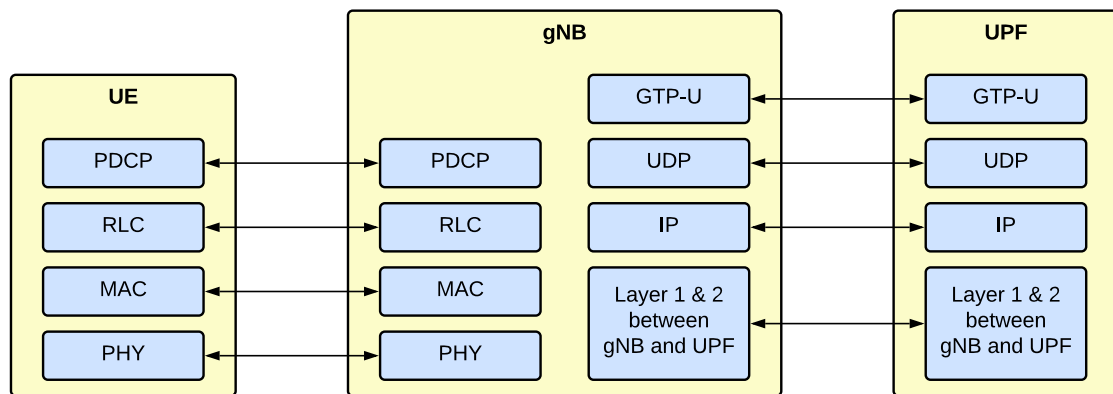 gNB
UPF
UE
GTP-U
GTP-U
PDCP
PDCP
UDP
UDP
RLC
RLC
IP
IP
MAC
MAC
Layer 1 & 2
between
gNB and UPF
Layer 1 & 2
between
gNB and UPF
PHY
PHY